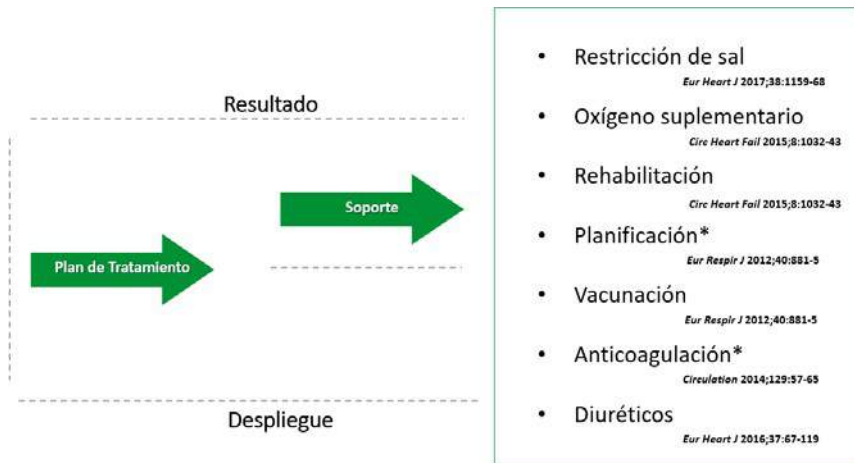 Resultado
Soporte
Plan de Tratamiento
Despliegue
• Restricción de sal
Eur Heart J 2017;38:1159-68
• Oxígeno suplementario
Circ Heart Fail 2015;8:1032-43
• Rehabilitación
Circ Heart Fail 2015;8:1032-43
• Planificación*
Eur Respir J 2012;40:881-5
• Vacunación
Eur Respir J 2012;40:881-5
• Anticoagulación*
Circulation 2014;129:57-65
• Diuréticos
Eur Heart J 2016;37:67-119